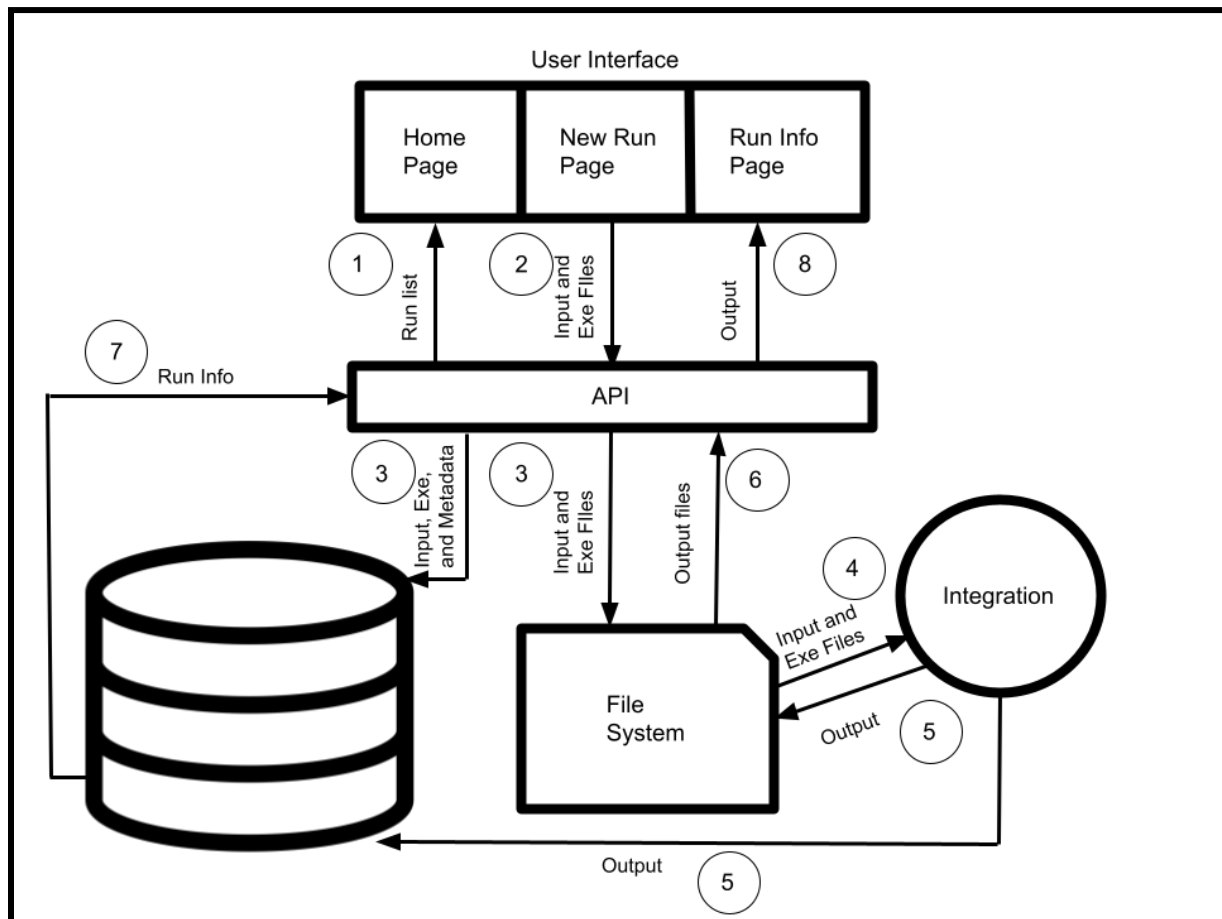 User Interface
Home
Page
New Run
Page
Run Info
Page
1
Run list
2
Input and
Exe FIles
Output
8
7
Run Info
API
3
Input, Exe,
and Metadata
3
Input and
Exe FIles
Output files
6
4
Input and
Exe Files
Integration
File
System
Output
5
Output
5